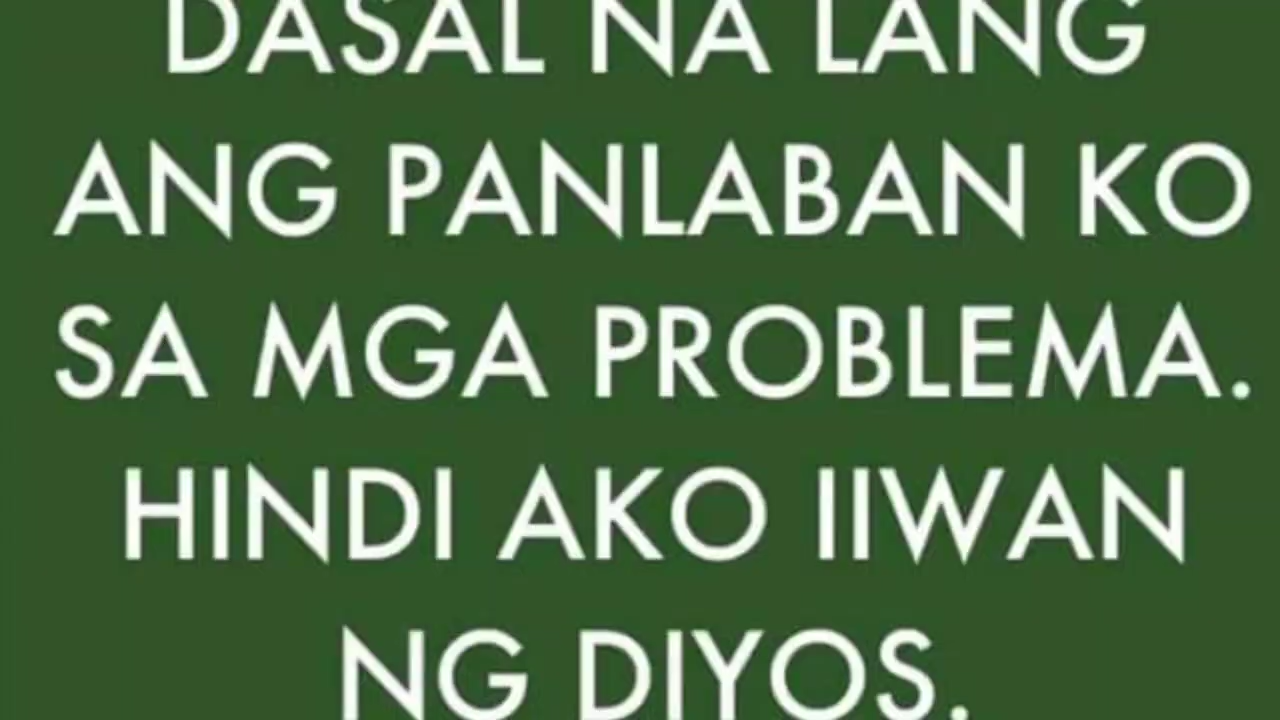 DASAL NA LANG
ANG PANLABAN KO
SA MGA PROBLEMA.
HINDI AKO IIWAN
NG DIYOS.